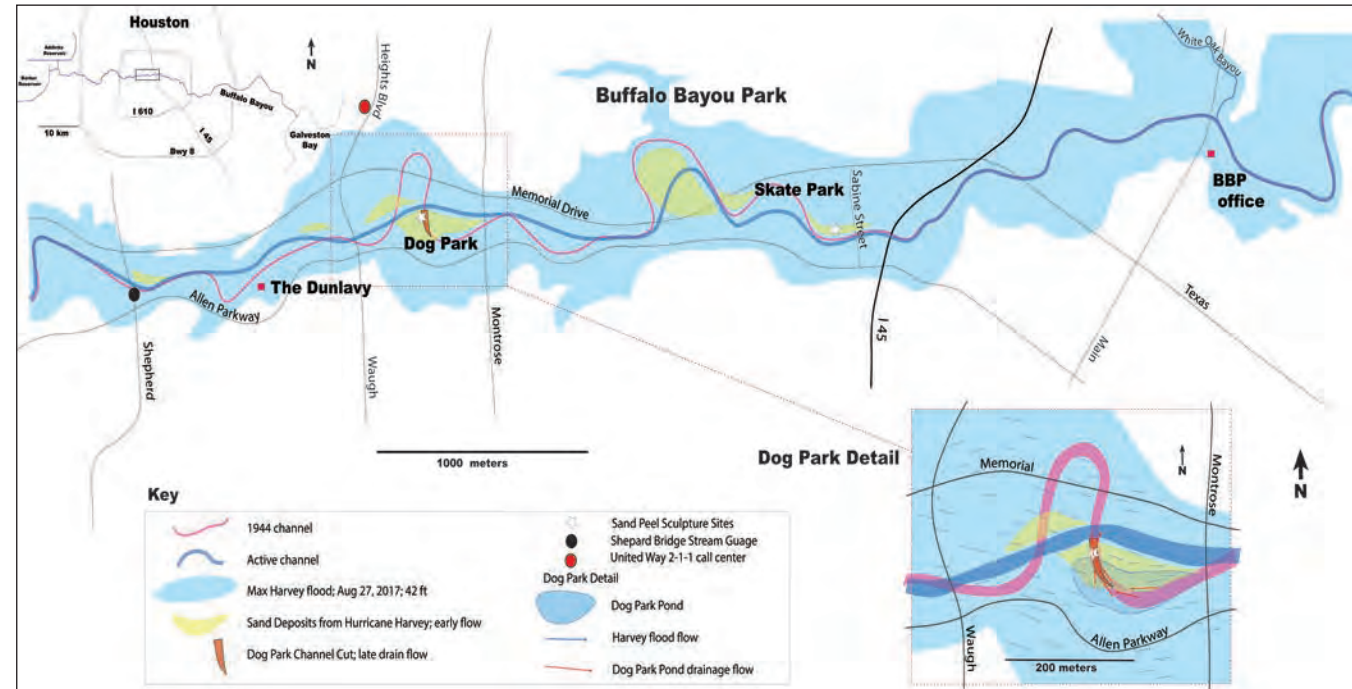 Houston
Addicks
Reservoir
Barker
Reservoir
Buffalo Bayou
I 610
I 45
10 km
Bwy 8
Galveston
Bay
N
Heights Blvd
Buffalo Bayou Park
White Oak Bayou
Memorial Drive
Skate Park
Sabine Street
BBP
office
Dog Park
The Dunlavy
Allen Parkway
Shepherd
Waugh
Montrose
I 45
Main
Texas
1000 meters
Dog Park Detail
N
Memorial
Montrose
Allen Parkway
Waugh
200 meters
N
Key
1944 channel
Active channel
Max Harvey flood; Aug 27, 2017; 42 ft
Sand Deposits from Hurricane Harvey; early flow
Dog Park Channel Cut; late drain flow
Sand Peel Sculpture Sites
Shepard Bridge Stream Guage
United Way 2-1-1 call center
Dog Park Detail
Dog Park Pond
Harvey flood flow
Dog Park Pond drainage flow